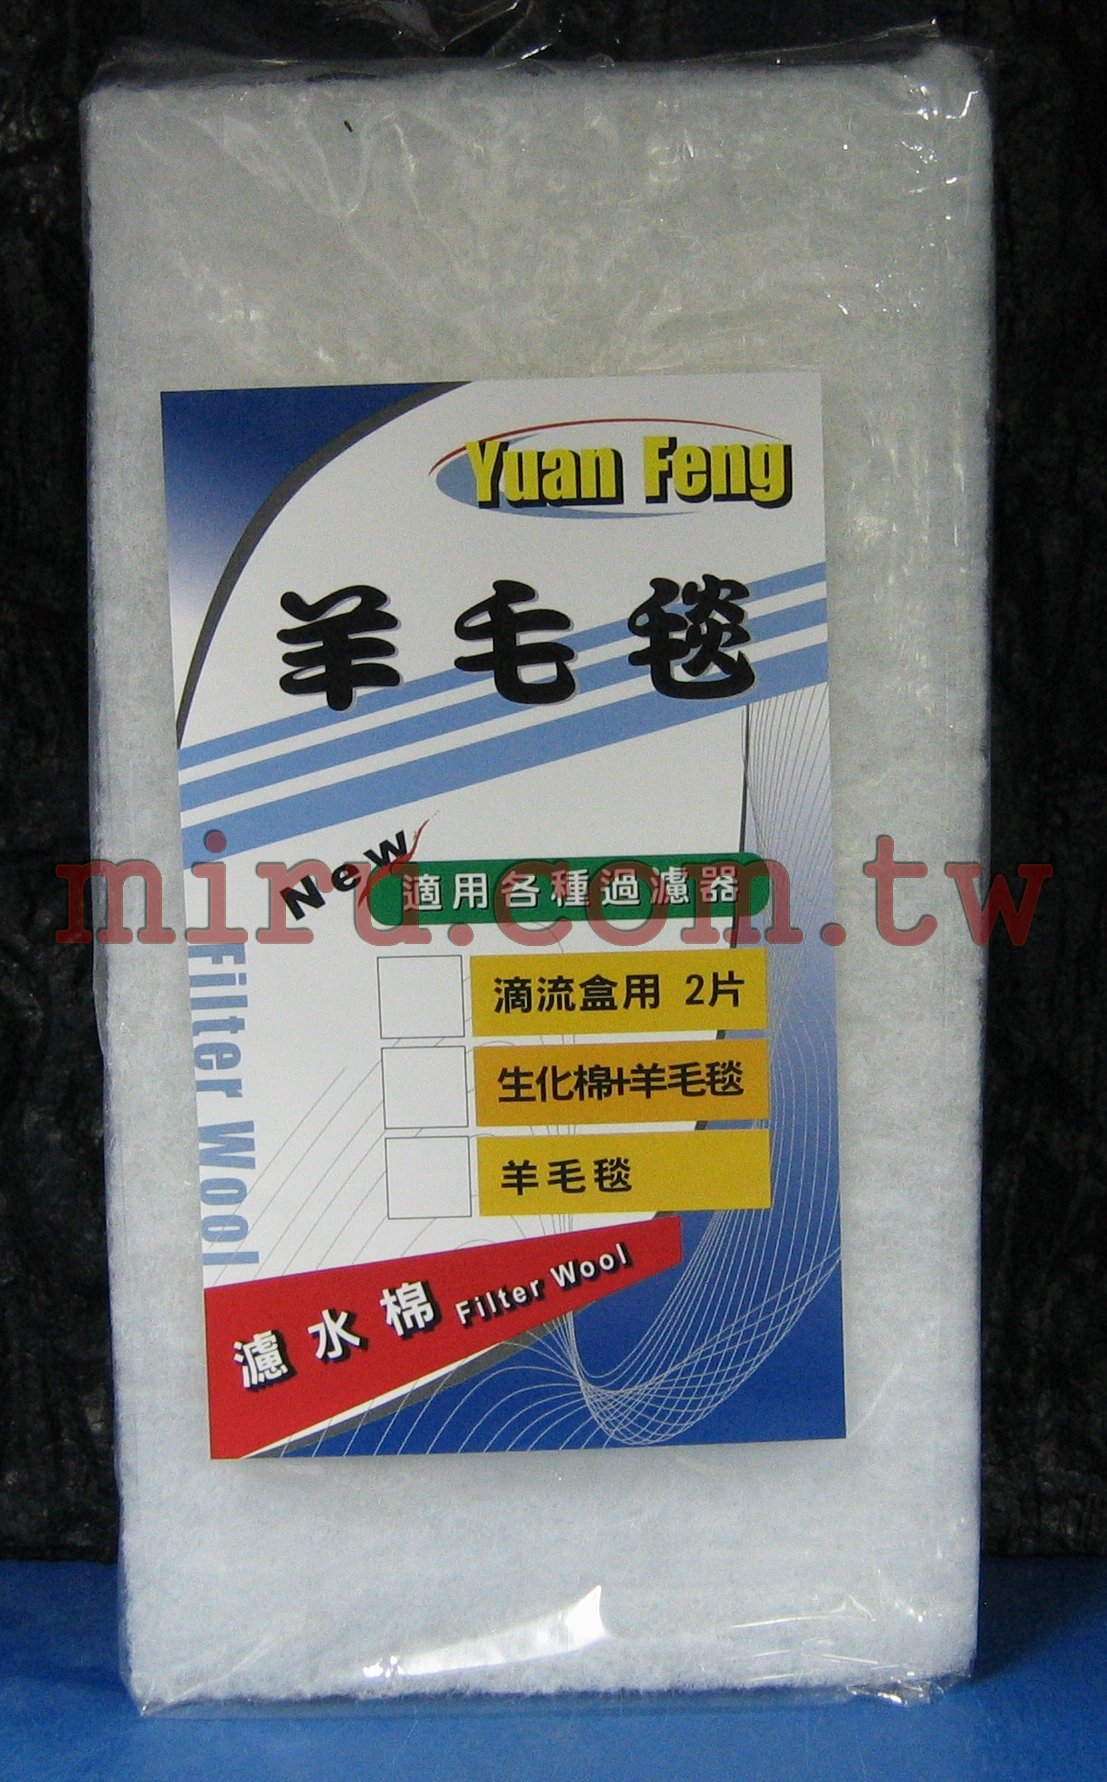 Yuan Feng
羊毛毯
New
適用各種過濾器
miru.com.tw
滴流盒用 2片
生化棉+羊毛毯
羊毛毯
Filter Wool
濾水棉 Filter Wool